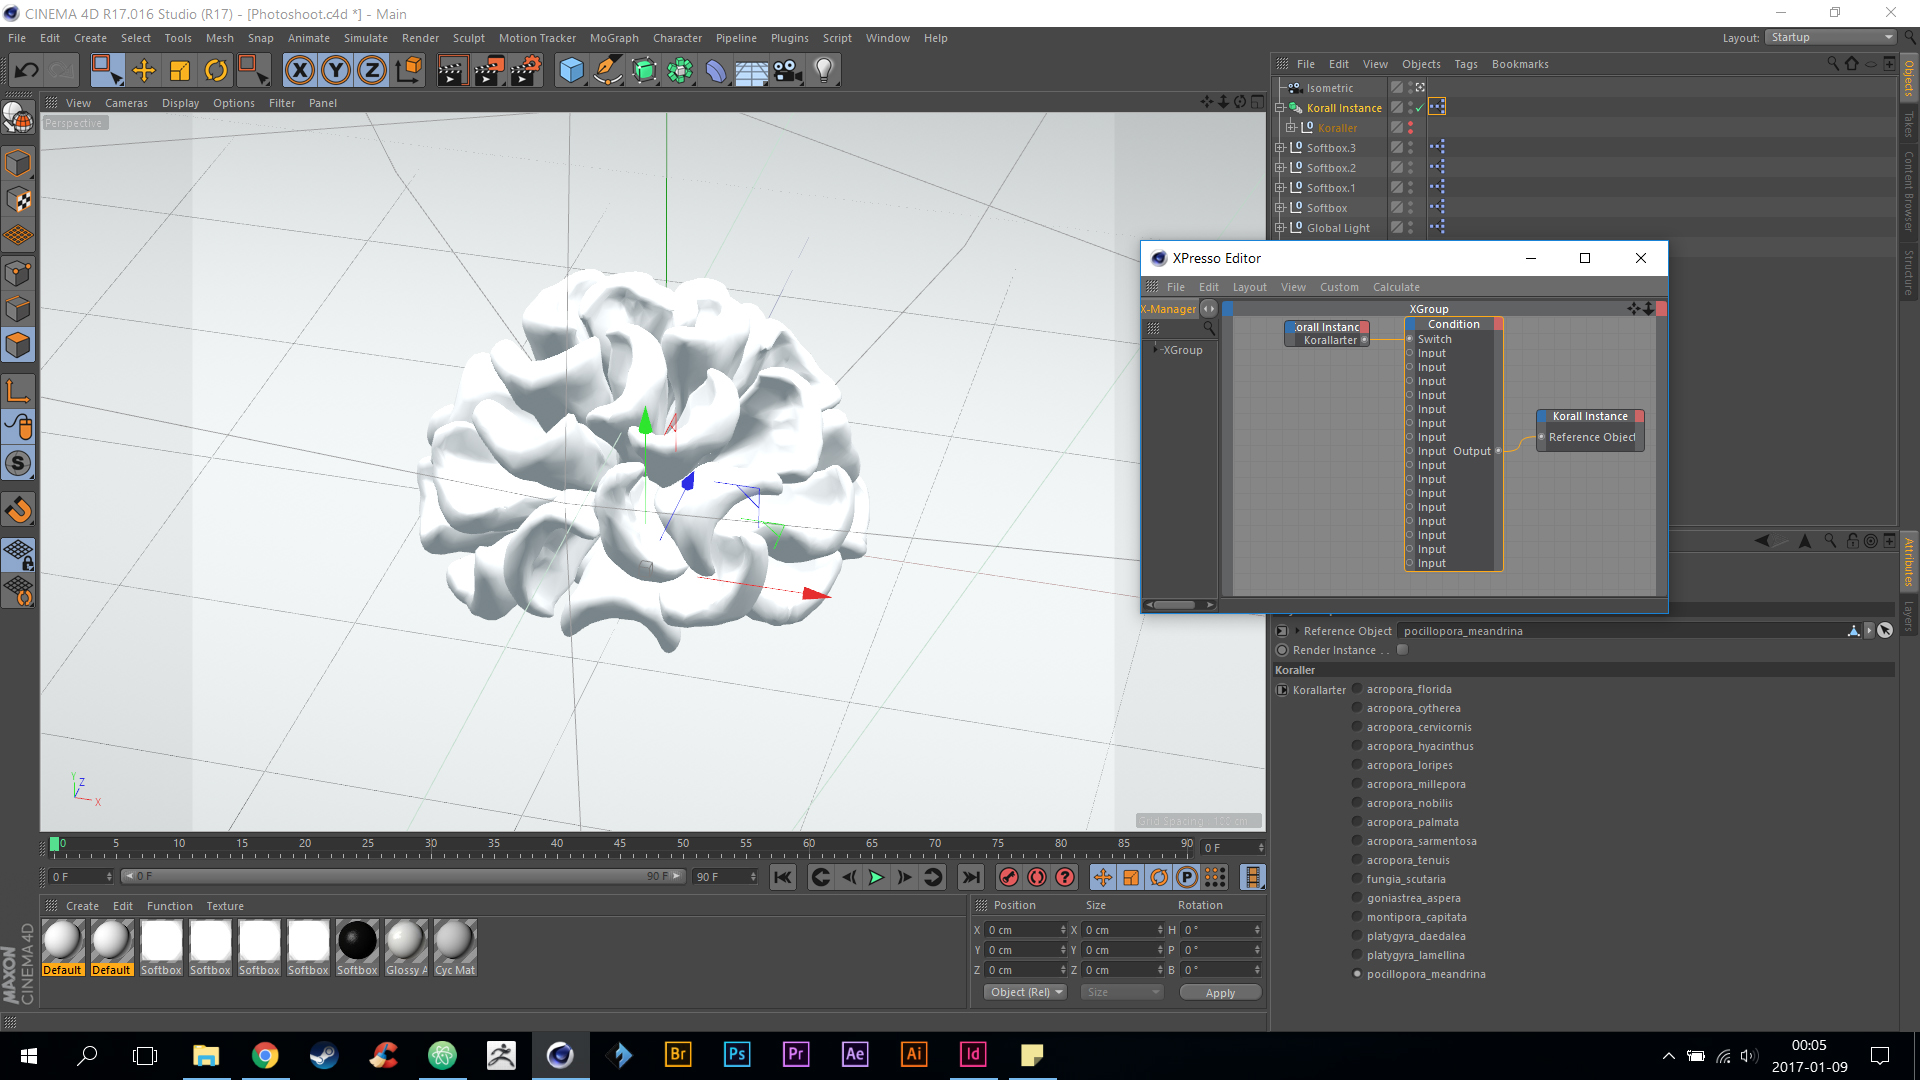 CINEMA 4D R17.016 Studio (R17) - [Photoshoot.c4d *] - Main
File Edit Create Select Tools Mesh Snap Animate Simulate Render Sculpt Motion Tracker MoGraph Character Pipeline Plugins Script Window Help
Layout: Startup
File Edit View Objects Tags Bookmarks
View Cameras Display Options Filter Panel
Perspective
Isometric
Korall Instance
Koraller
Softbox.3
Softbox.2
Softbox.1
Softbox
Global Light
Objects
Takes
Content Browser
Structure
XPresso Editor
File Edit Layout View Custom Calculate
X-Manager
XGroup
XGroup
orall Instanc
Korallarter
Condition
Switch
Input
Input
Input
Input
Input
Input
Input
Input Output
Input
Input
Input
Input
Input
Input
Input
Input
Korall Instance
Reference Object
Attributes
Layers
Reference Object pocillopora_meandrina
Render Instance . .
Koraller
Korallarter acropora_florida
acropora_cytherea
acropora_cervicornis
acropora_hyacinthus
acropora_loripes
acropora_millepora
acropora_nobilis
acropora_palmata
acropora_sarmentosa
acropora_tenuis
fungia_scutaria
goniastrea_aspera
montipora_capitata
platygyra_daedalea
platygyra_lamellina
pocillopora_meandrina
Y Z X
Grid Spacing : 100 cm
0 5 10 15 20 25 30 35 40 45 50 55 60 65 70 75 80 85 90 0 F
0 F 0 F 90 F 90 F
Create Edit Function Texture
Default Default Softbox Softbox Softbox Softbox Softbox Glossy A Cyc Mat
Position Size Rotation
X 0 cm X 0 cm H 0 °
Y 0 cm Y 0 cm P 0 °
Z 0 cm Z 0 cm B 0 °
Object (Rel) Size Apply
MAXON
CINEMA 4D
Br Ps Pr Ae Ai Id
00:05
2017-01-09